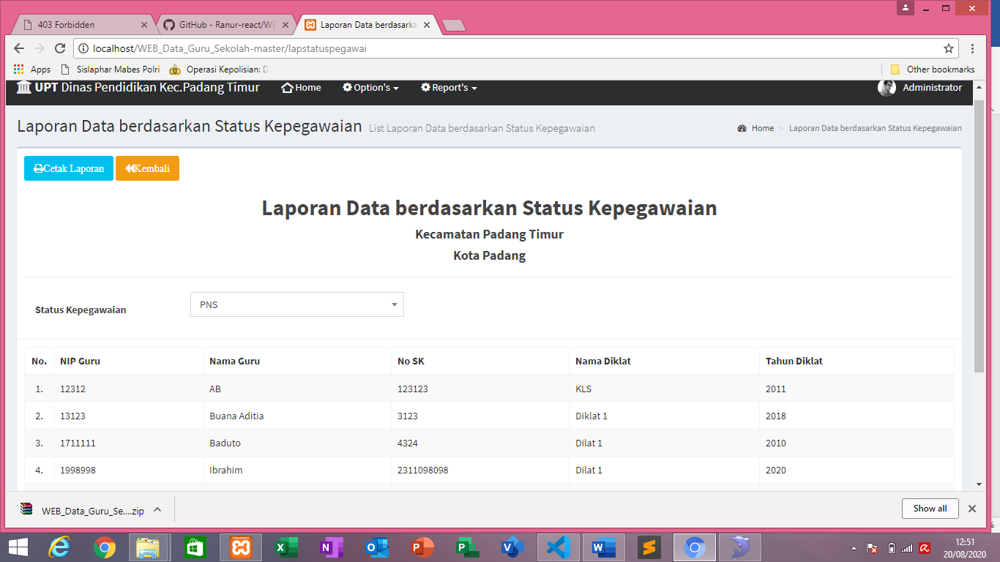 403 Forbidden
GitHub - Ranur-react/WE
Laporan Data berdasarka
localhost/WEB_Data_Guru_Sekolah-master/lapstatuspegawai
Apps
Sislaphar Mabes Polri
Operasi Kepolisian: D
Other bookmarks
UPT Dinas Pendidikan Kec.Padang Timur
Home
Option's
Report's
Administrator
Laporan Data berdasarkan Status Kepegawaian List Laporan Data berdasarkan Status Kepegawaian
Home > Laporan Data berdasarkan Status Kepegawaian
Cetak Laporan
Kembali
Laporan Data berdasarkan Status Kepegawaian
Kecamatan Padang Timur
Kota Padang
Status Kepegawaian
PNS
No. NIP Guru Nama Guru No SK Nama Diklat Tahun Diklat
1. 12312 AB 123123 KLS 2011
2. 13123 Buana Aditia 3123 Diklat 1 2018
3. 1711111 Baduto 4324 Dilat 1 2010
4. 1998998 Ibrahim 2311098098 Dilat 1 2020
WEB_Data_Guru_Se....zip
Show all
12:51
20/08/2020